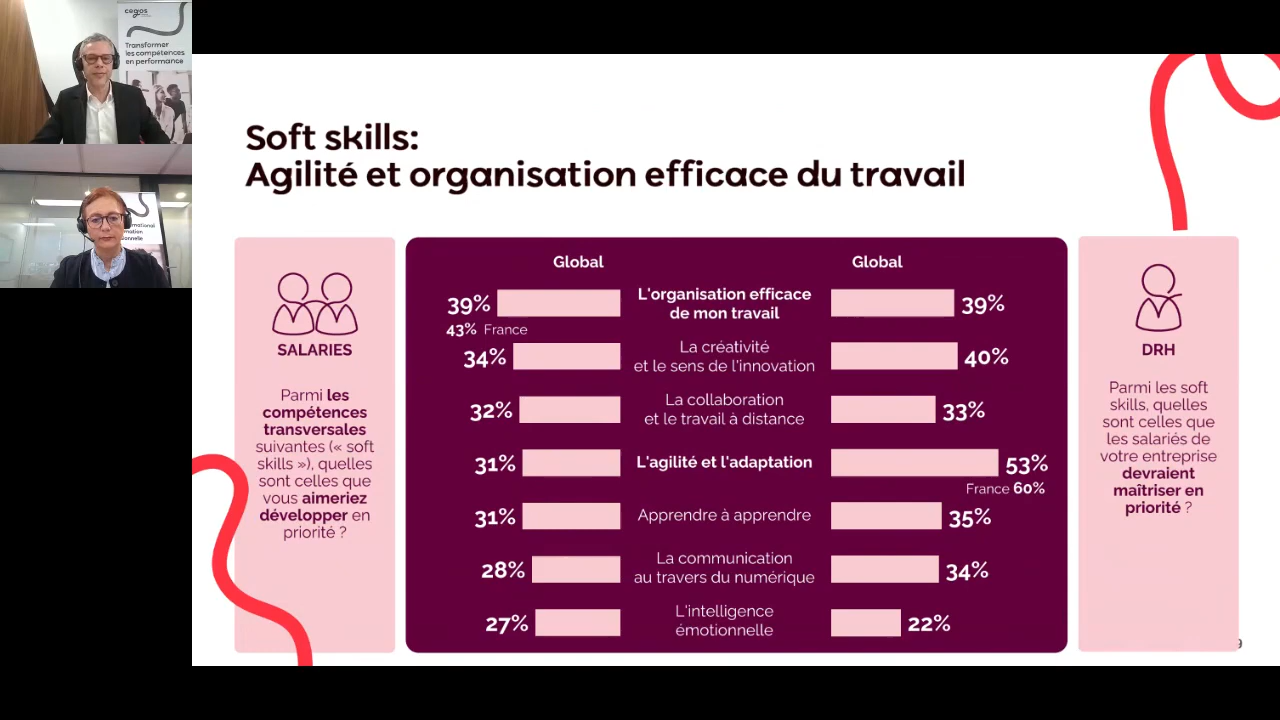 cegos
Transformer
les compétences
en performance
Soft skills:
Agilité et organisation efficace du travail
SALARIES
Parmi les
compétences
transversales
suivantes (« soft
skills »), quelles
sont celles que
vous aimeriez
développer en
priorité ?
Global
Global
39%
L'organisation efficace
de mon travail
39%
43% France
34%
La créativité
et le sens de l'innovation
40%
32%
La collaboration
et le travail à distance
33%
31%
L'agilité et l'adaptation
53%
France 60%
31%
Apprendre à apprendre
35%
28%
La communication
au travers du numérique
34%
27%
L'intelligence
émotionnelle
22%
DRH
Parmi les soft
skills, quelles
sont celles que
les salariés de
votre entreprise
devraient
maîtriser en
priorité ?
9